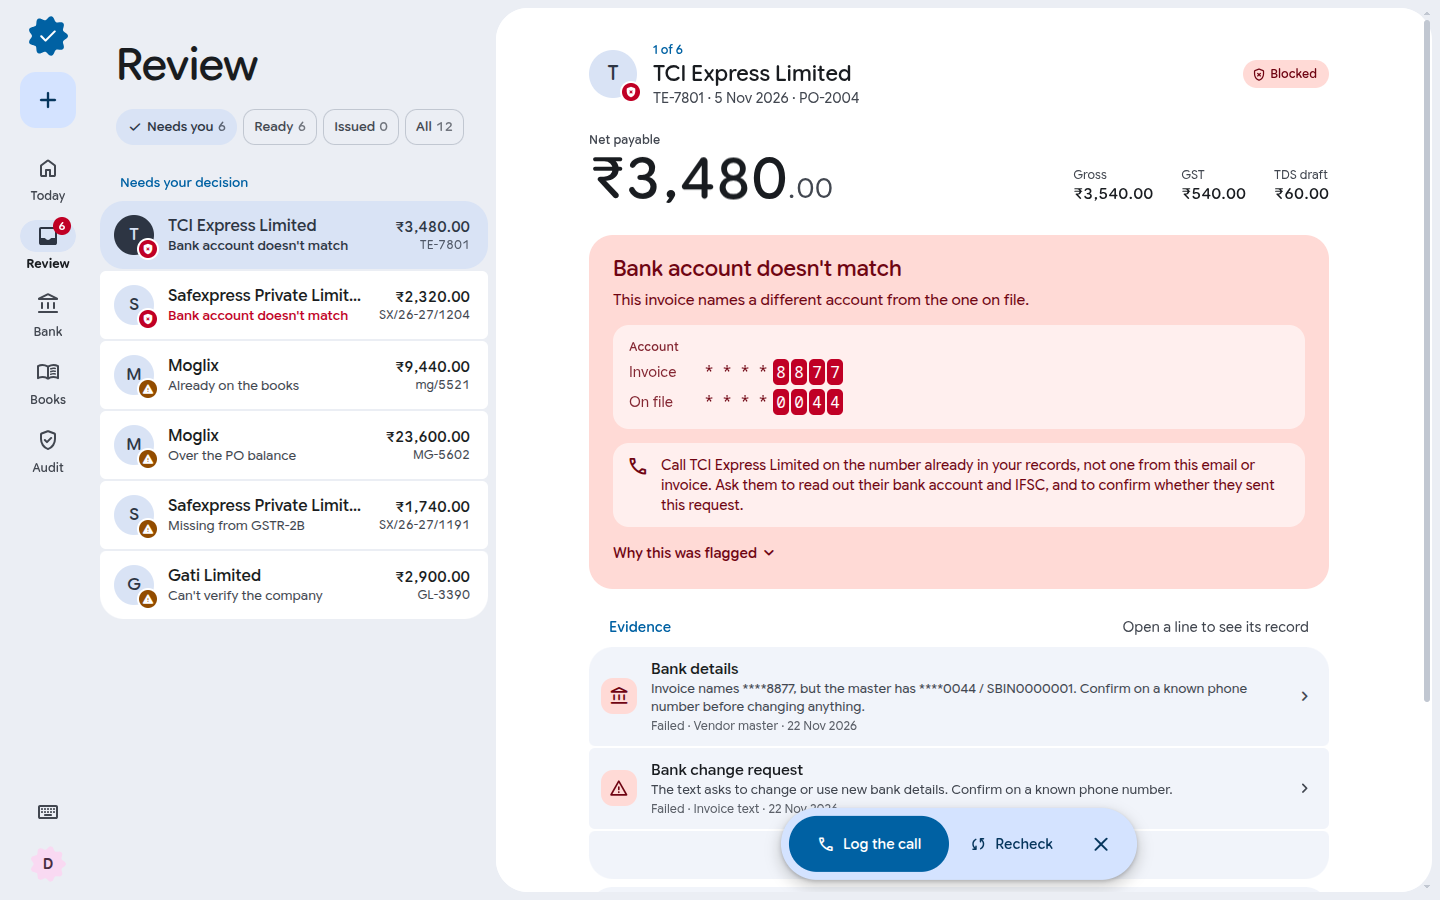 Review
Needs you 6
Ready 6
Issued 0
All 12
Needs your decision
T
TCI Express Limited
₹3,480.00
Bank account doesn't match
TE-7801
S
Safexpress Private Limit...
₹2,320.00
Bank account doesn't match
SX/26-27/1204
M
Moglix
₹9,440.00
Already on the books
mg/5521
M
Moglix
₹23,600.00
Over the PO balance
MG-5602
S
Safexpress Private Limit...
₹1,740.00
Missing from GSTR-2B
SX/26-27/1191
G
Gati Limited
₹2,900.00
Can't verify the company
GL-3390
Today
6
Review
Bank
Books
Audit
D
T
1 of 6
TCI Express Limited
TE-7801 · 5 Nov 2026 · PO-2004
Blocked
Net payable
₹3,480.00
Gross
₹3,540.00
GST
₹540.00
TDS draft
₹60.00
Bank account doesn't match
This invoice names a different account from the one on file.
Account
Invoice * * * * 8877
On file * * * * 0044
Call TCI Express Limited on the number already in your records, not one from this email or
invoice. Ask them to read out their bank account and IFSC, and to confirm whether they sent
this request.
Why this was flagged
Evidence
Open a line to see its record
Bank details
Invoice names ****8877, but the master has ****0044 / SBIN0000001. Confirm on a known phone
number before changing anything.
Failed · Vendor master · 22 Nov 2026
Bank change request
The text asks to change or use new bank details. Confirm on a known phone number.
Failed · Invoice text · 22 Nov 2026
Log the call
Recheck